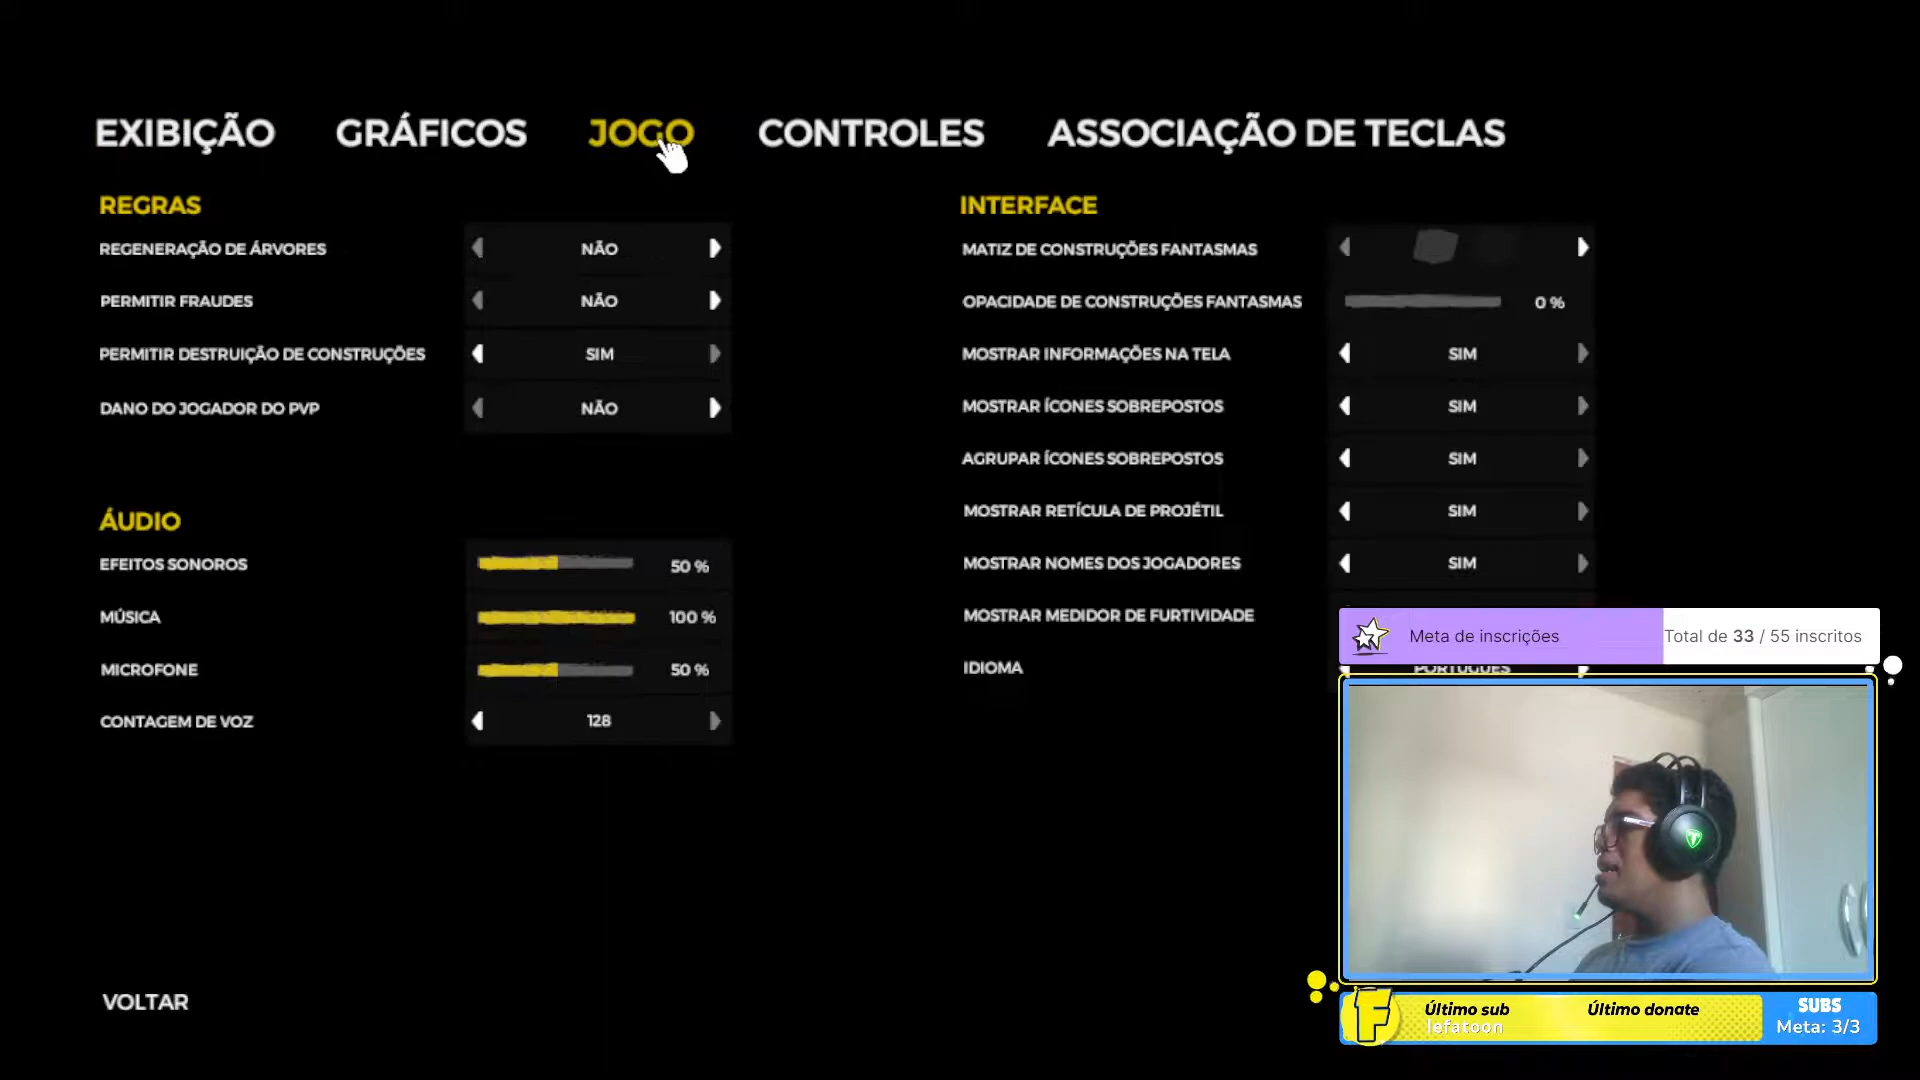 EXIBIÇÃO GRÁFICOS JOGO CONTROLES ASSOCIAÇÃO DE TECLAS
REGRAS
REGENERAÇÃO DE ÁRVORES NÃO
PERMITIR FRAUDES NÃO
PERMITIR DESTRUIÇÃO DE CONSTRUÇÕES SIM
DANO DO JOGADOR DO PVP NÃO
ÁUDIO
EFEITOS SONOROS 50 %
MÚSICA 100 %
MICROFONE 50 %
CONTAGEM DE VOZ 128
INTERFACE
MATIZ DE CONSTRUÇÕES FANTASMAS
OPACIDADE DE CONSTRUÇÕES FANTASMAS 0 %
MOSTRAR INFORMAÇÕES NA TELA SIM
MOSTRAR ÍCONES SOBREPOSTOS SIM
AGRUPAR ÍCONES SOBREPOSTOS SIM
MOSTRAR RETÍCULA DE PROJÉTIL SIM
MOSTRAR NOMES DOS JOGADORES SIM
MOSTRAR MEDIDOR DE FURTIVIDADE
IDIOMA PORTUGUÊS
Meta de inscrições Total de 33 / 55 inscritos
VOLTAR
F
Último sub
lefatoon
Último donate
SUBS
Meta: 3/3